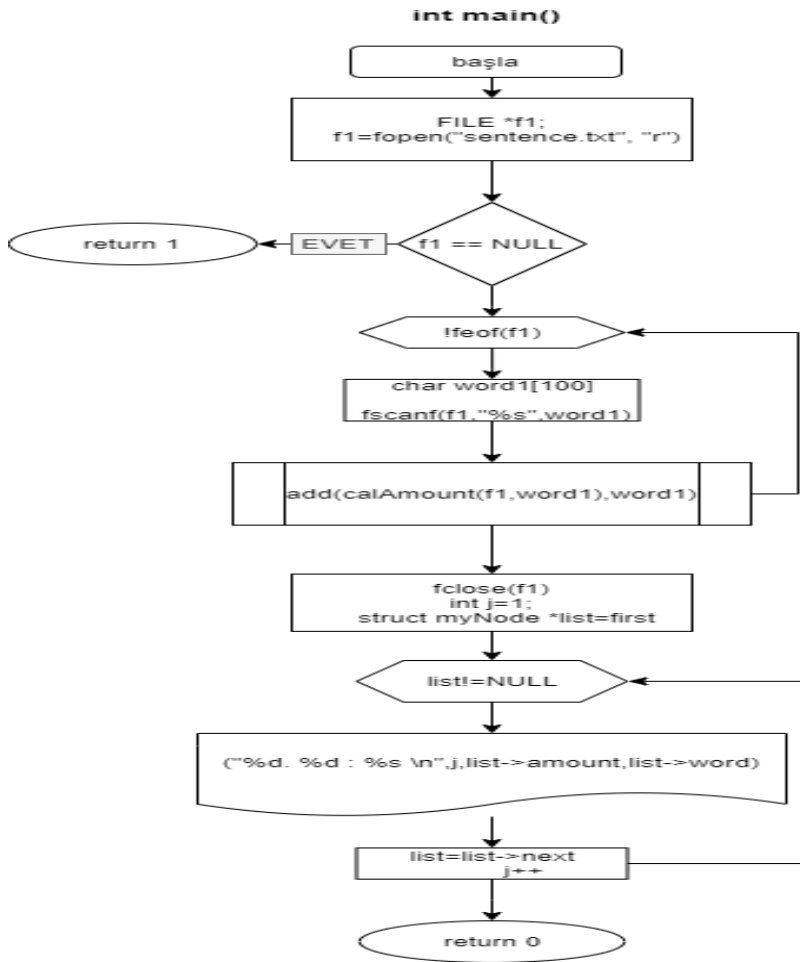 int main()
başla
FILE *f1;
f1=fopen("sentence.txt", "r")
return 1
EVET
f1 == NULL
!feof(f1)
char word1[100]
fscanf(f1,"%s",word1)
add(calAmount(f1,word1),word1)
fclose(f1)
int j=1;
struct myNode *list=first
list!=NULL
("%d. %d : %s \n",j,list->amount,list->word)
list=list->next
j++
return 0